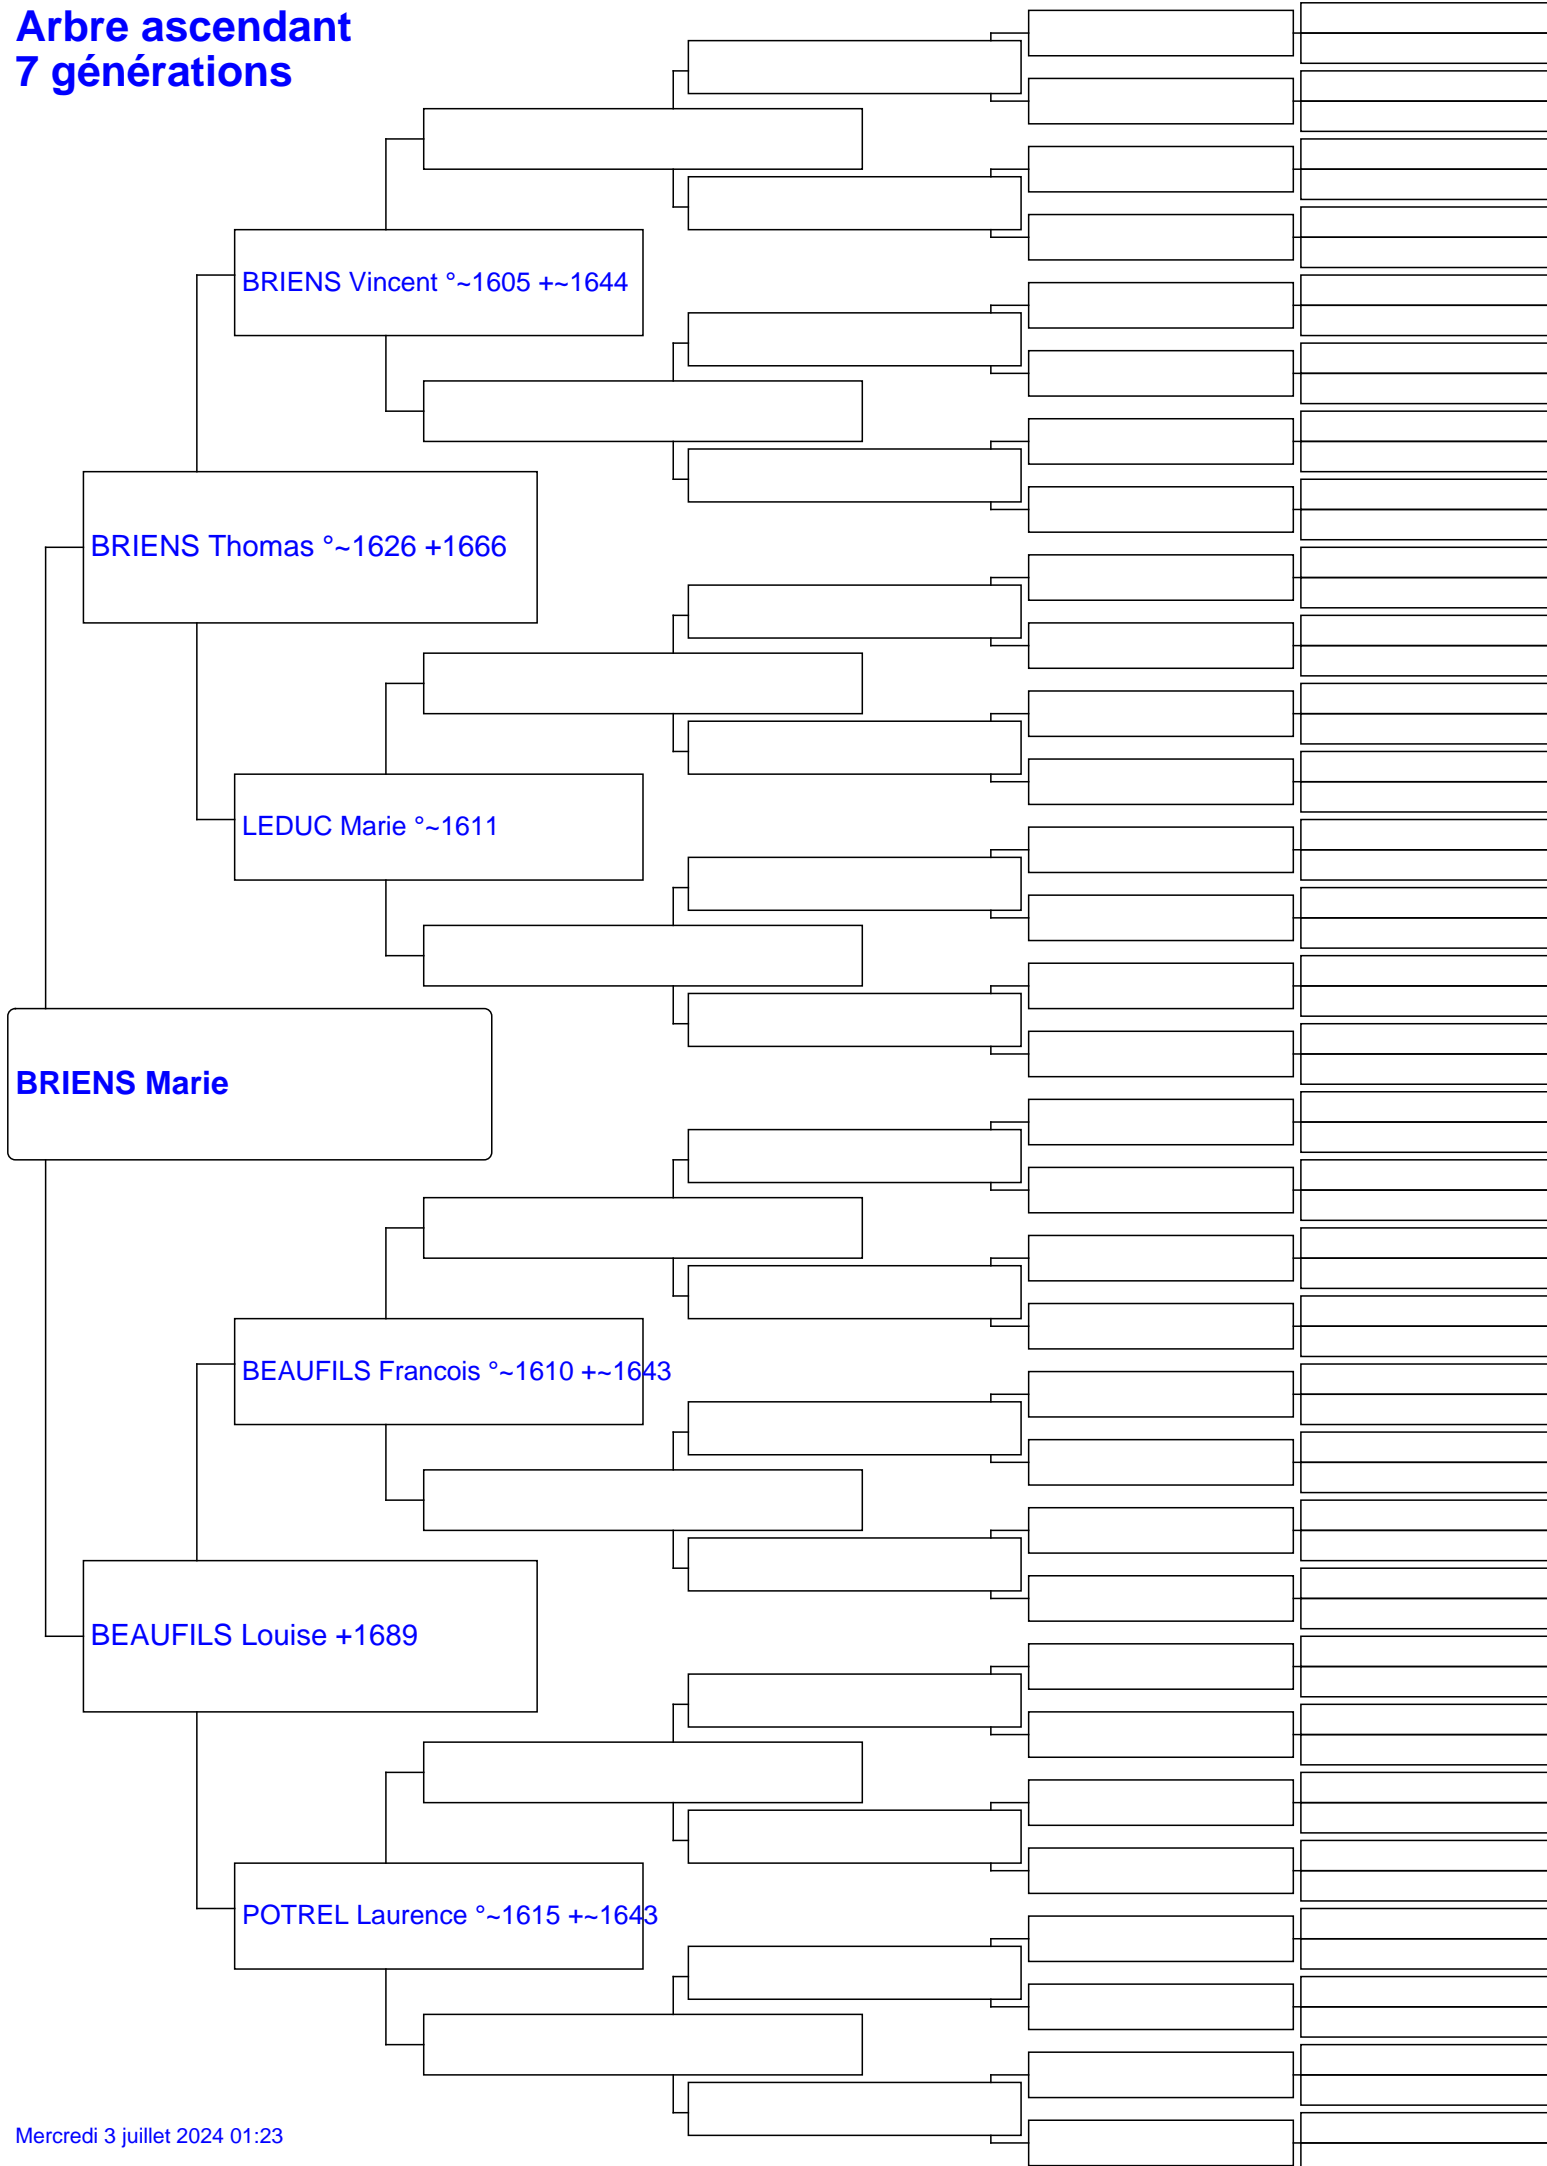 Arbre ascendant
7 générations
BRIENS Vincent °~1605 +~1644
BRIENS Thomas °~1626 +1666
LEDUC Marie °~1611
BRIENS Marie
BEAUFILS Francois °~1610 +~1643
BEAUFILS Louise +1689
POTREL Laurence °~1615 +~1643
Mercredi 3 juillet 2024 01:23